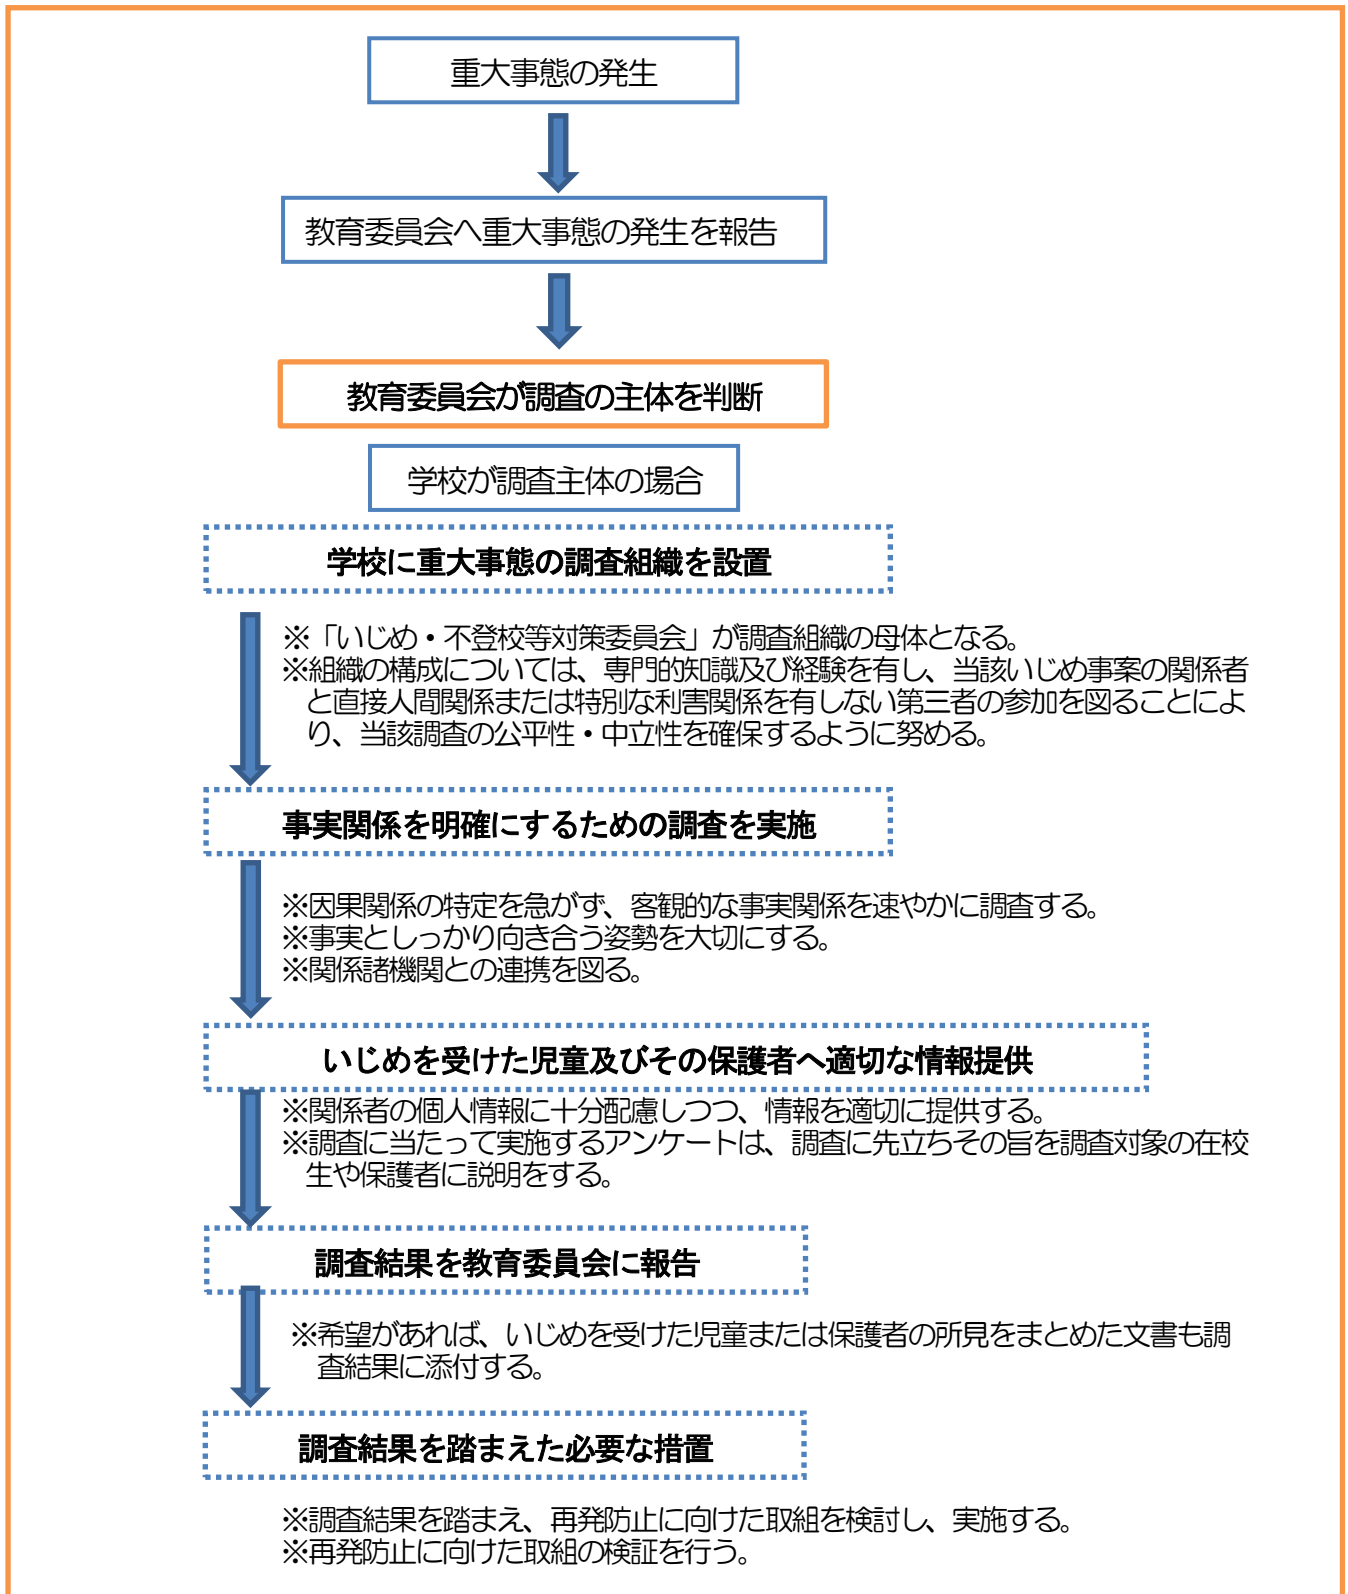 重大事態の発生
教育委員会へ重大事態の発生を報告
教育委員会が調査の主体を判断
学校が調査主体の場合
学校に重大事態の調査組織を設置
※「いじめ・不登校等対策委員会」が調査組織の母体となる。
※組織の構成については、専門的知識及び経験を有し、当該いじめ事案の関係者
と直接人間関係または特別な利害関係を有しない第三者の参加を図ることによ
り、当該調査の公平性・中立性を確保するように努める。
事実関係を明確にするための調査を実施
※因果関係の特定を急がず、客観的な事実関係を速やかに調査する。
※事実としっかり向き合う姿勢を大切にする。
※関係諸機関との連携を図る。
いじめを受けた児童及びその保護者へ適切な情報提供
※関係者の個人情報に十分配慮しつつ、情報を適切に提供する。
※調査に当たって実施するアンケートは、調査に先立ちその旨を調査対象の在校
生や保護者に説明をする。
調査結果を教育委員会に報告
※希望があれば、いじめを受けた児童または保護者の所見をまとめた文書も調
査結果に添付する。
調査結果を踏まえた必要な措置
※調査結果を踏まえ、再発防止に向けた取組を検討し、実施する。
※再発防止に向けた取組の検証を行う。